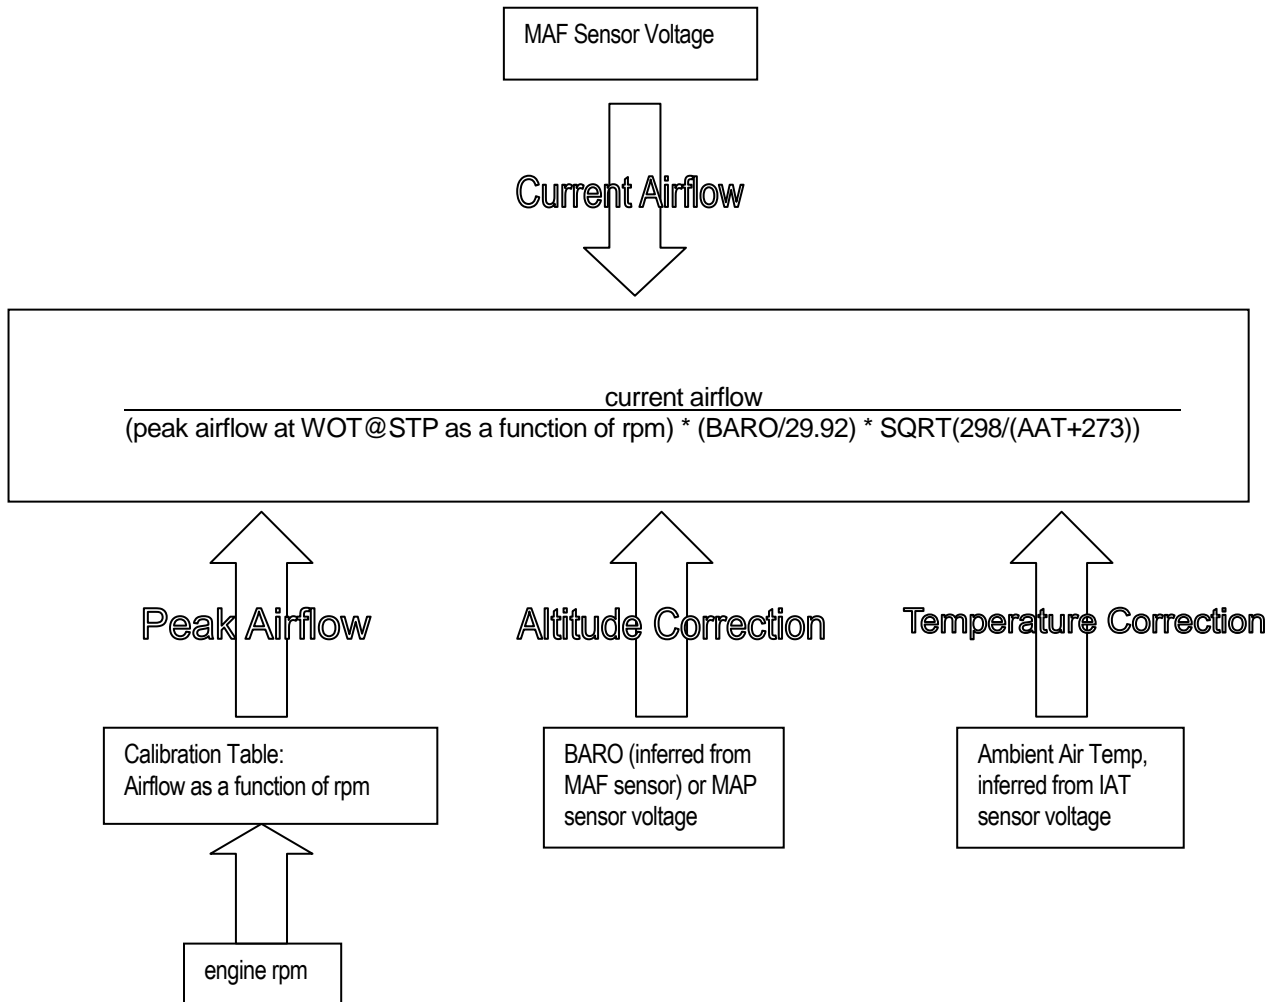 MAF Sensor Voltage
Current Airflow
current airflow
(peak airflow at WOT@STP as a function of rpm) * (BARO/29.92) * SQRT(298/(AAT+273))
Peak Airflow
Altitude Correction
Temperature Correction
Calibration Table:
Airflow as a function of rpm
BARO (inferred from
MAF sensor) or MAP
sensor voltage
Ambient Air Temp,
inferred from IAT
sensor voltage
engine rpm